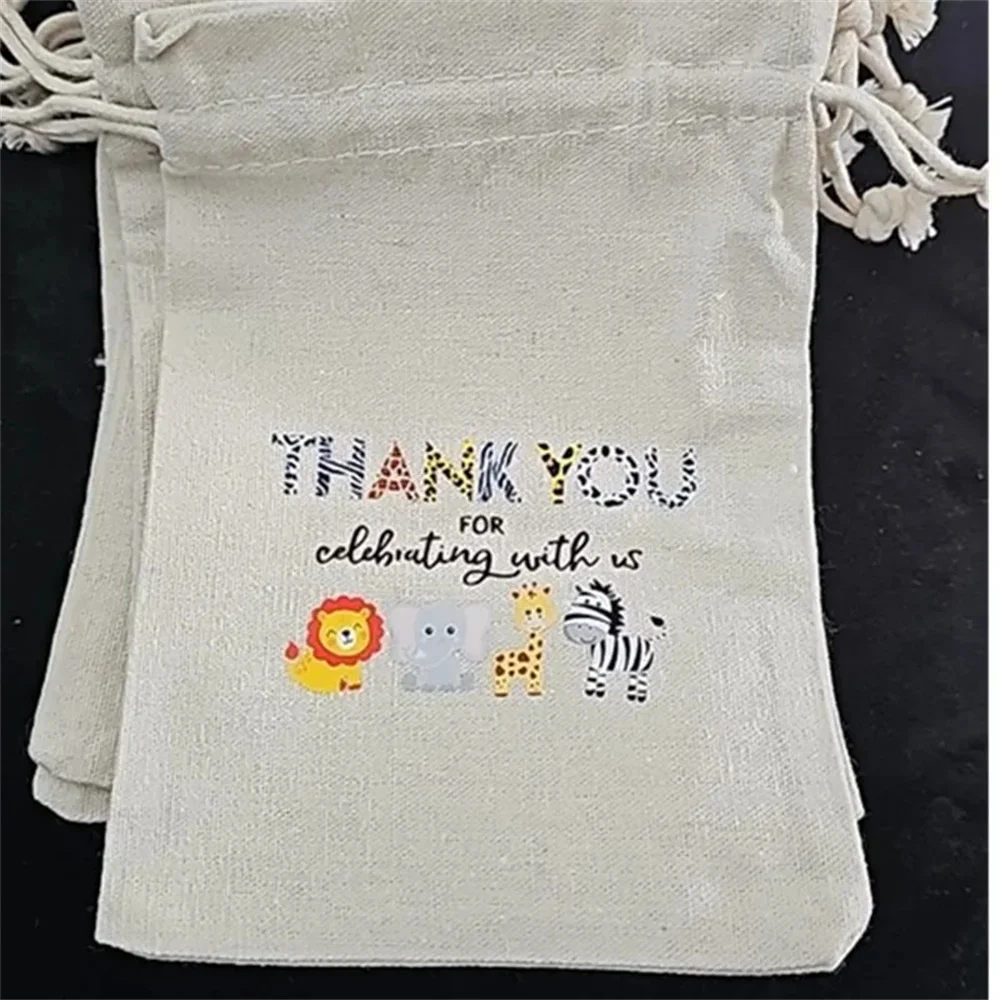 THANK YOU
FOR
celebrating with us